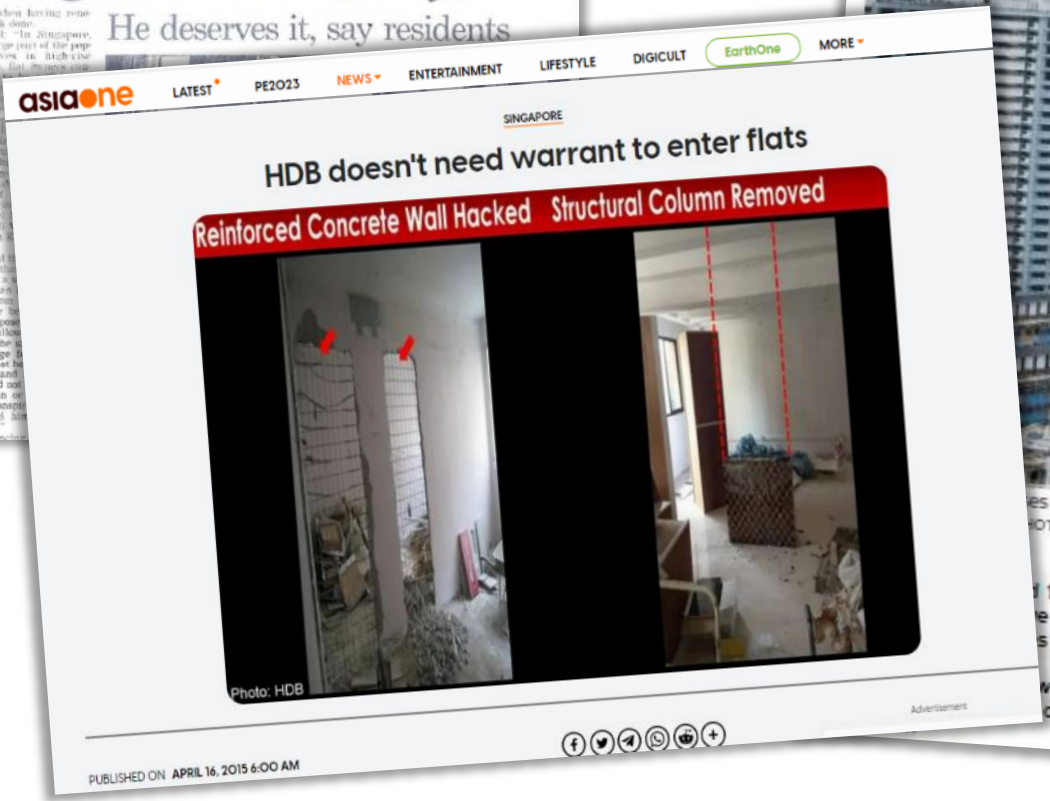 He deserves it, say residents
asiaone
LATEST
PE2023
NEWS
ENTERTAINMENT
LIFESTYLE
DIGICULT
EarthOne
MORE
SINGAPORE
HDB doesn't need warrant to enter flats
Reinforced Concrete Wall Hacked Structural Column Removed
Photo: HDB
Advertisement
PUBLISHED ON APRIL 16, 2015 6:00 AM